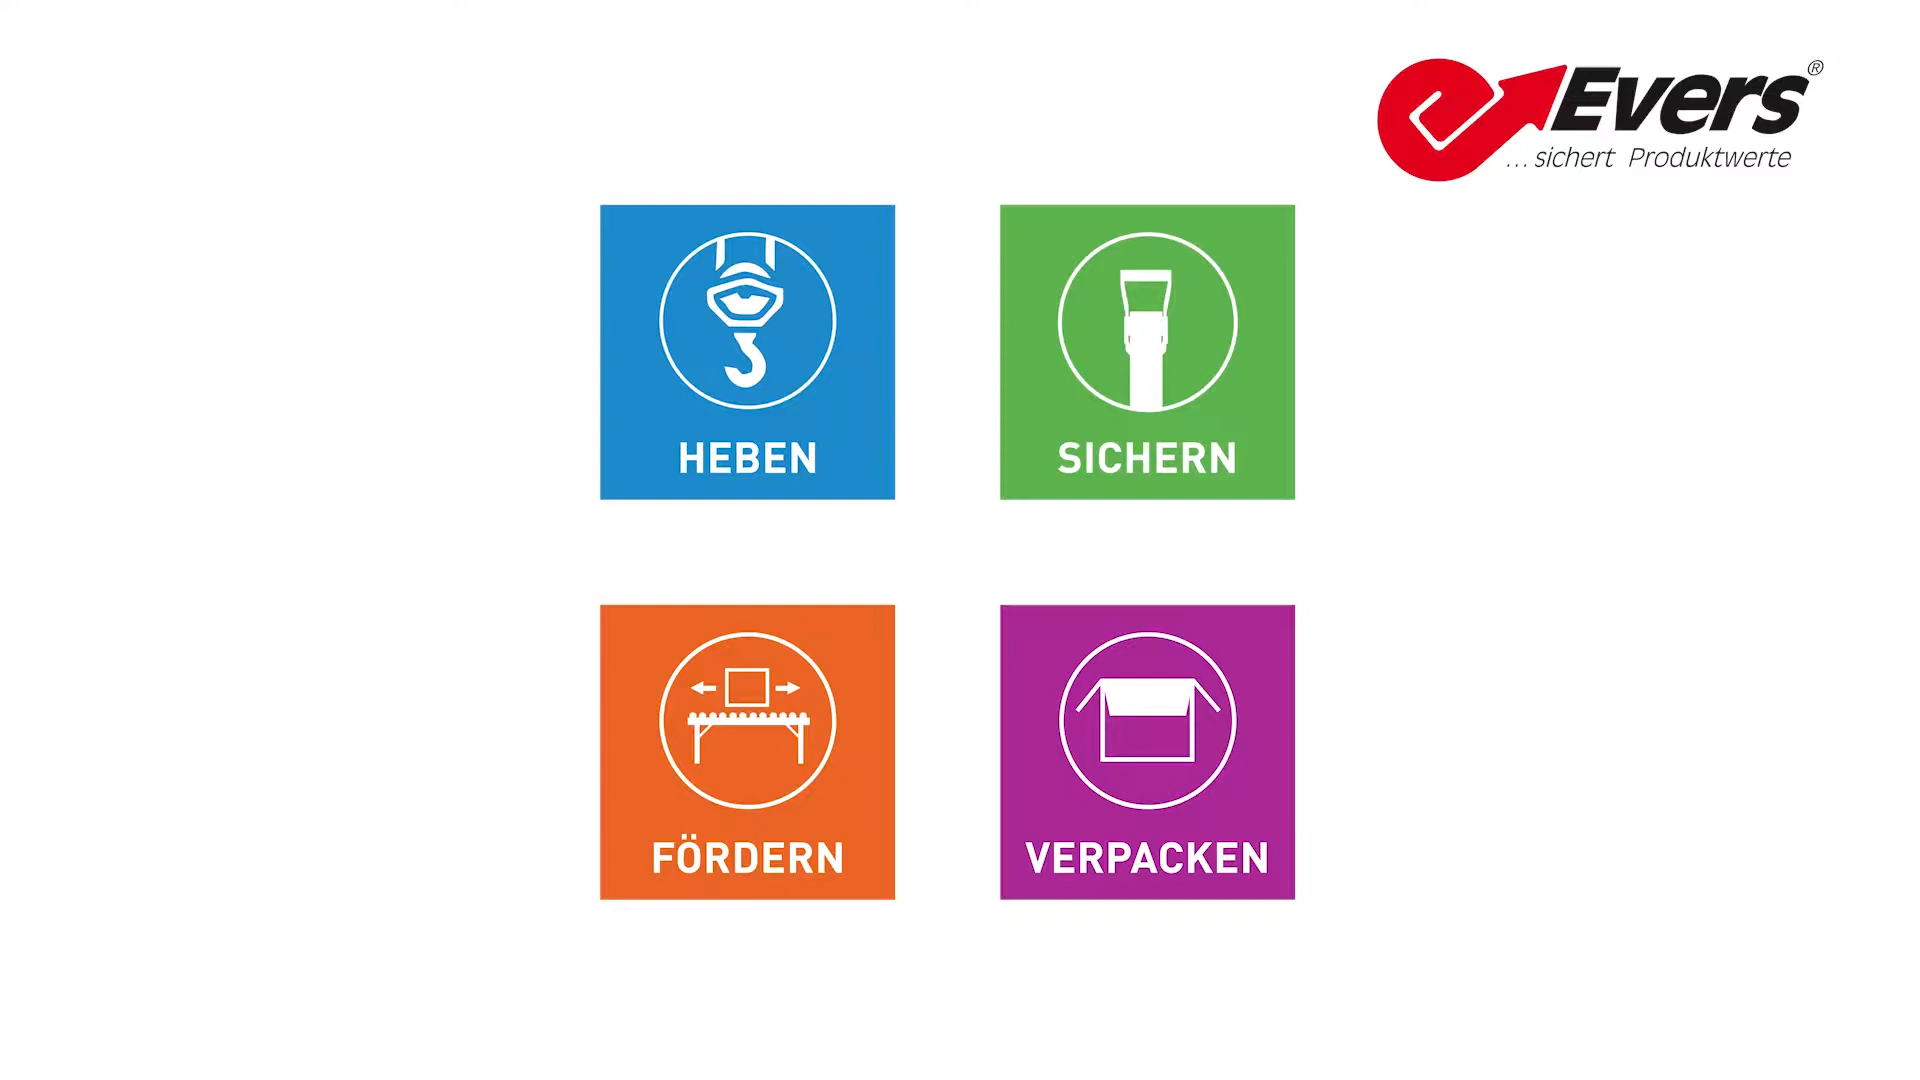 Evers®
...sichert Produktwerte
HEBEN
SICHERN
FÖRDERN
VERPACKEN